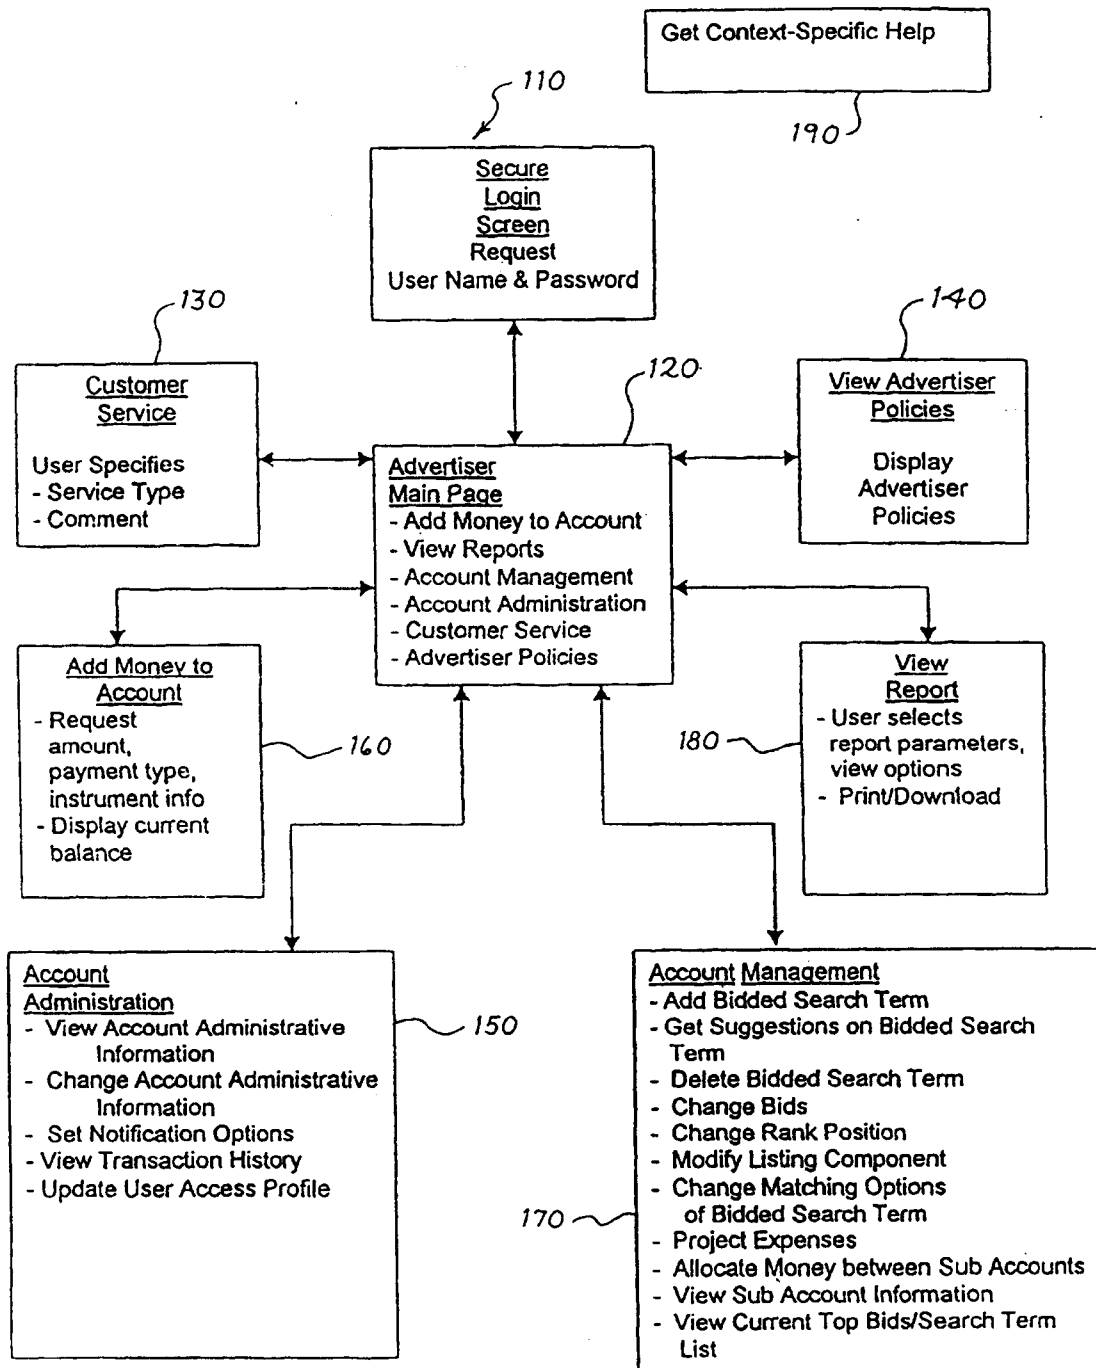 Get Context-Specific Help
190
110
Secure
Login
Screen
Request
User Name & Password
130
Customer
Service
User Specifies
- Service Type
- Comment
140
View Advertiser
Policies
Display
Advertiser
Policies
120
Advertiser
Main Page
- Add Money to Account
- View Reports
- Account Management
- Account Administration
- Customer Service
- Advertiser Policies
Add Money to
Account
- Request
amount,
payment type,
instrument info
- Display current
balance
160
View
Report
- User selects
report parameters,
view options
- Print/Download
180
Account
Administration
- View Account Administrative
Information
- Change Account Administrative
Information
- Set Notification Options
- View Transaction History
- Update User Access Profile
150
Account Management
- Add Bidded Search Term
- Get Suggestions on Bidded Search
Term
- Delete Bidded Search Term
- Change Bids
- Change Rank Position
- Modify Listing Component
- Change Matching Options
of Bidded Search Term
- Project Expenses
- Allocate Money between Sub Accounts
- View Sub Account Information
- View Current Top Bids/Search Term
List
170